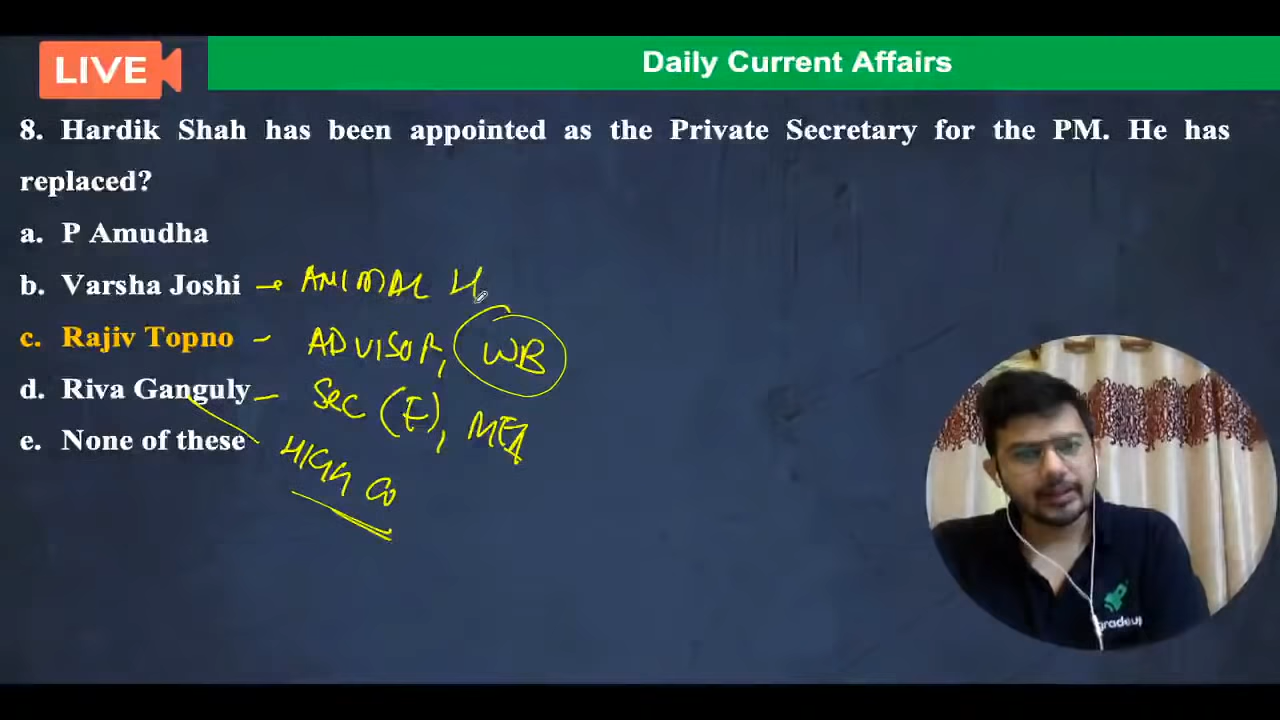 LIVE
Daily Current Affairs
8. Hardik Shah has been appointed as the Private Secretary for the PM. He has
replaced?
a. P Amudha
b. Varsha Joshi → ANIMAL H
c. Rajiv Topno - ADVISOR, WB
d. Riva Ganguly - Sec (E), MEA
e. None of these
HIGH Co
gradeup